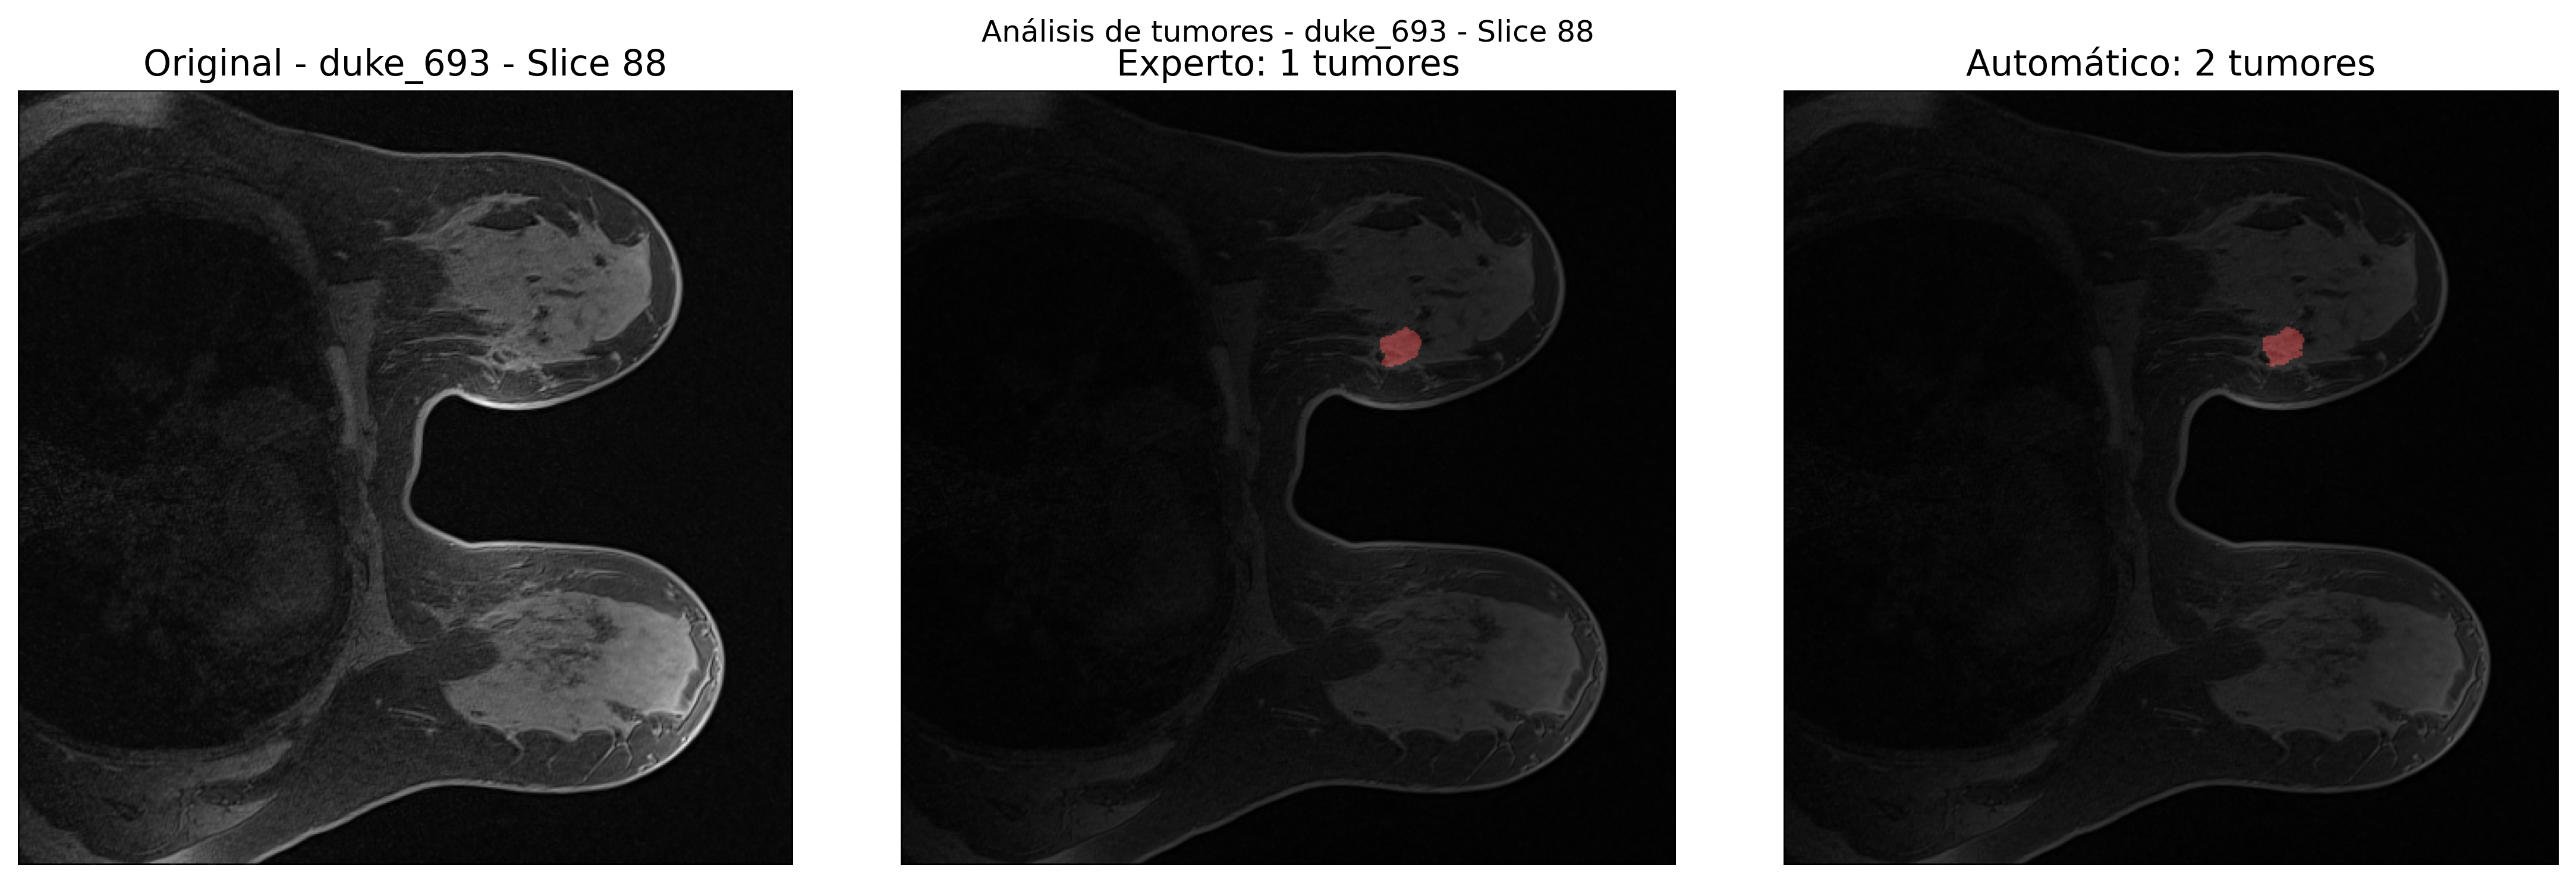 Análisis de tumores - duke_693 - Slice 88
Original - duke_693 - Slice 88
Experto: 1 tumores
Automático: 2 tumores